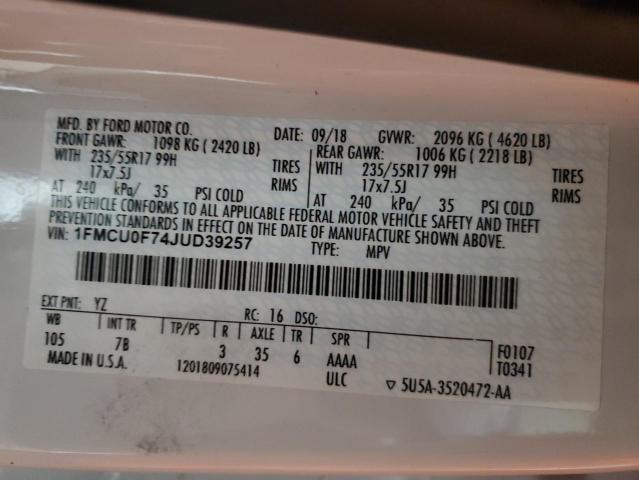 MFD. BY FORD MOTOR CO. DATE: 09/18 GVWR: 2096 KG ( 4620 LB)
FRONT GAWR: 1098 KG ( 2420 LB) REAR GAWR: 1006 KG ( 2218 LB)
WITH 235/55R17 99H TIRES WITH 235/55R17 99H TIRES
17x7.5J RIMS 17x7.5J RIMS
AT 240 kPa/ 35 PSI COLD AT 240 kPa/ 35 PSI COLD
THIS VEHICLE CONFORMS TO ALL APPLICABLE FEDERAL MOTOR VEHICLE SAFETY AND THEFT
PREVENTION STANDARDS IN EFFECT ON THE DATE OF MANUFACTURE SHOWN ABOVE.
VIN: 1FMCU0F74JUD39257 TYPE: MPV
EXT PNT: YZ RC: 16 DSO:
WB INT TR TP/PS R AXLE TR SPR F0107
105 7B 3 35 6 AAAA T0341
MADE IN U.S.A. 1201809075414 ULC ▽ 5U5A-3520472-AA